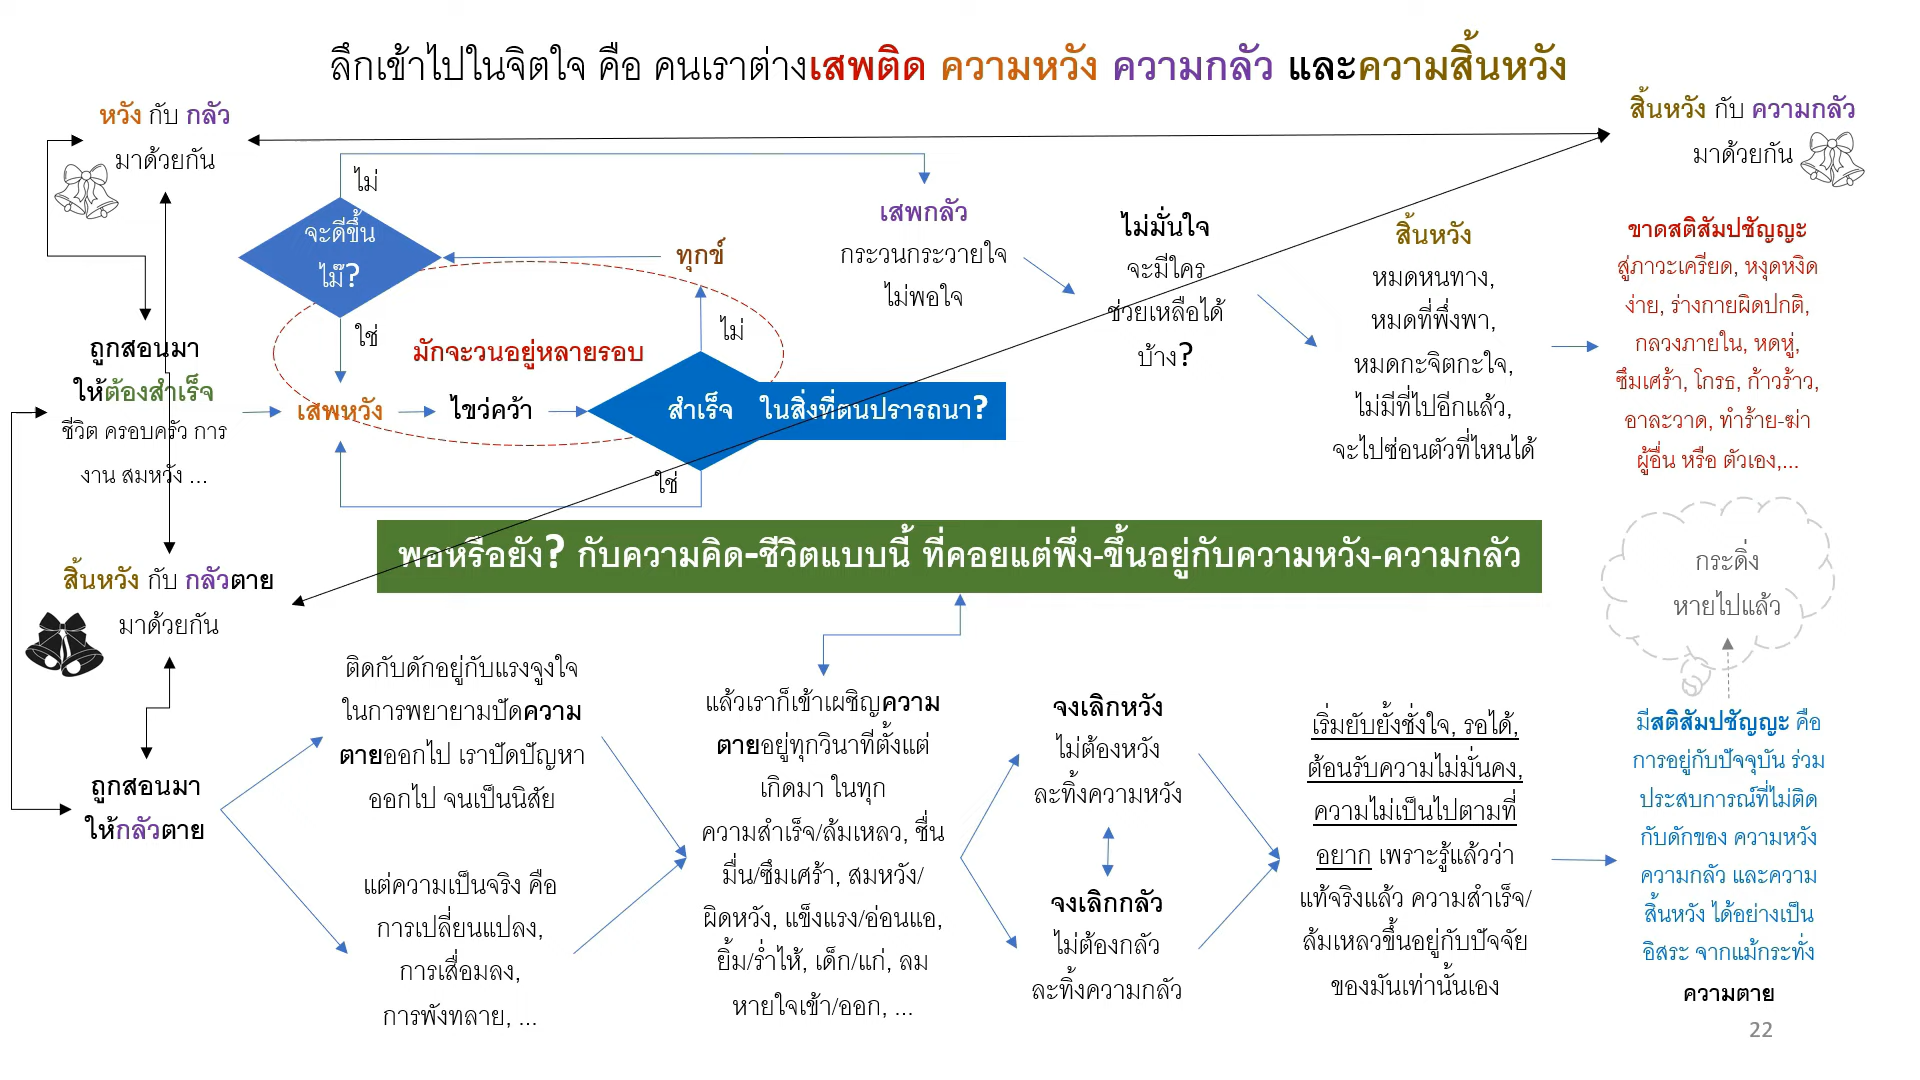 ลึกเข้าไปในจิตใจ คือ คนเราต่างเสพติด ความหวัง ความกลัว และความสิ้นหวัง
หวัง กับ กลัว
มาด้วยกัน
สิ้นหวัง กับ ความกลัว
มาด้วยกัน
ไม่
จะดีขึ้น
ไม๊?
ใช่
ทุกข์
ไม่
มักจะวนอยู่หลายรอบ
ถูกสอนมา
ให้ต้องสำเร็จ
ชีวิต ครอบครัว การ
งาน สมหวัง ...
เสพหวัง
ไขว่คว้า
สำเร็จ ในสิ่งที่ตนปรารถนา?
ใช่
เสพกลัว
กระวนกระวายใจ
ไม่พอใจ
ไม่มั่นใจ
จะมีใคร
ช่วยเหลือได้
บ้าง?
สิ้นหวัง
หมดหนทาง,
หมดที่พึ่งพา,
หมดกะจิตกะใจ,
ไม่มีที่ไปอีกแล้ว,
จะไปซ่อนตัวที่ไหนได้
ขาดสติสัมปชัญญะ
สู่ภาวะเครียด, หงุดหงิด
ง่าย, ร่างกายผิดปกติ,
กลวงภายใน, หดหู่,
ซึมเศร้า, โกรธ, ก้าวร้าว,
อาละวาด, ทำร้าย-ฆ่า
ผู้อื่น หรือ ตัวเอง,...
พอหรือยัง? กับความคิด-ชีวิตแบบนี้ ที่คอยแต่พึ่ง-ขึ้นอยู่กับความหวัง-ความกลัว
สิ้นหวัง กับ กลัวตาย
มาด้วยกัน
ถูกสอนมา
ให้กลัวตาย
ติดกับดักอยู่กับแรงจูงใจ
ในการพยายามปัดความ
ตายออกไป เราปัดปัญหา
ออกไป จนเป็นนิสัย
แต่ความเป็นจริง คือ
การเปลี่ยนแปลง,
การเสื่อมลง,
การพังทลาย, ...
แล้วเราก็เข้าเผชิญความ
ตายอยู่ทุกวินาทีตั้งแต่
เกิดมา ในทุก
ความสำเร็จ/ล้มเหลว, ชื่น
มื่น/ซึมเศร้า, สมหวัง/
ผิดหวัง, แข็งแรง/อ่อนแอ,
ยิ้ม/ร่ำไห้, เด็ก/แก่, ลม
หายใจเข้า/ออก, ...
จงเลิกหวัง
ไม่ต้องหวัง
ละทิ้งความหวัง
จงเลิกกลัว
ไม่ต้องกลัว
ละทิ้งความกลัว
เริ่มยับยั้งชั่งใจ, รอได้,
ต้อนรับความไม่มั่นคง,
ความไม่เป็นไปตามที่
อยาก เพราะรู้แล้วว่า
แท้จริงแล้ว ความสำเร็จ/
ล้มเหลวขึ้นอยู่กับปัจจัย
ของมันเท่านั้นเอง
กระดิ่ง
หายไปแล้ว
มีสติสัมปชัญญะ คือ
การอยู่กับปัจจุบัน ร่วม
ประสบการณ์ที่ไม่ติด
กับดักของ ความหวัง
ความกลัว และความ
สิ้นหวัง ได้อย่างเป็น
อิสระ จากแม้กระทั่ง
ความตาย
22